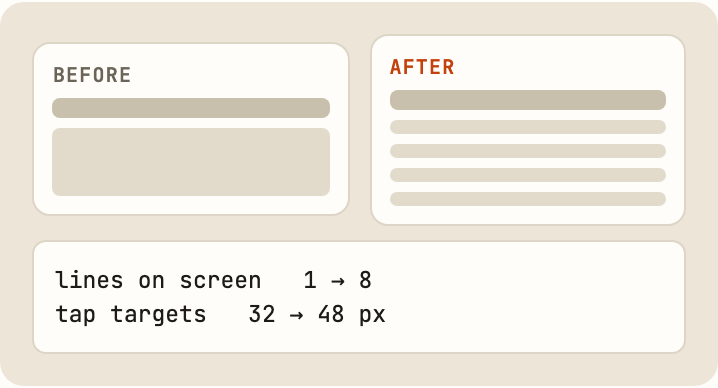 BEFORE
AFTER
lines on screen 1 → 8
tap targets 32 → 48 px